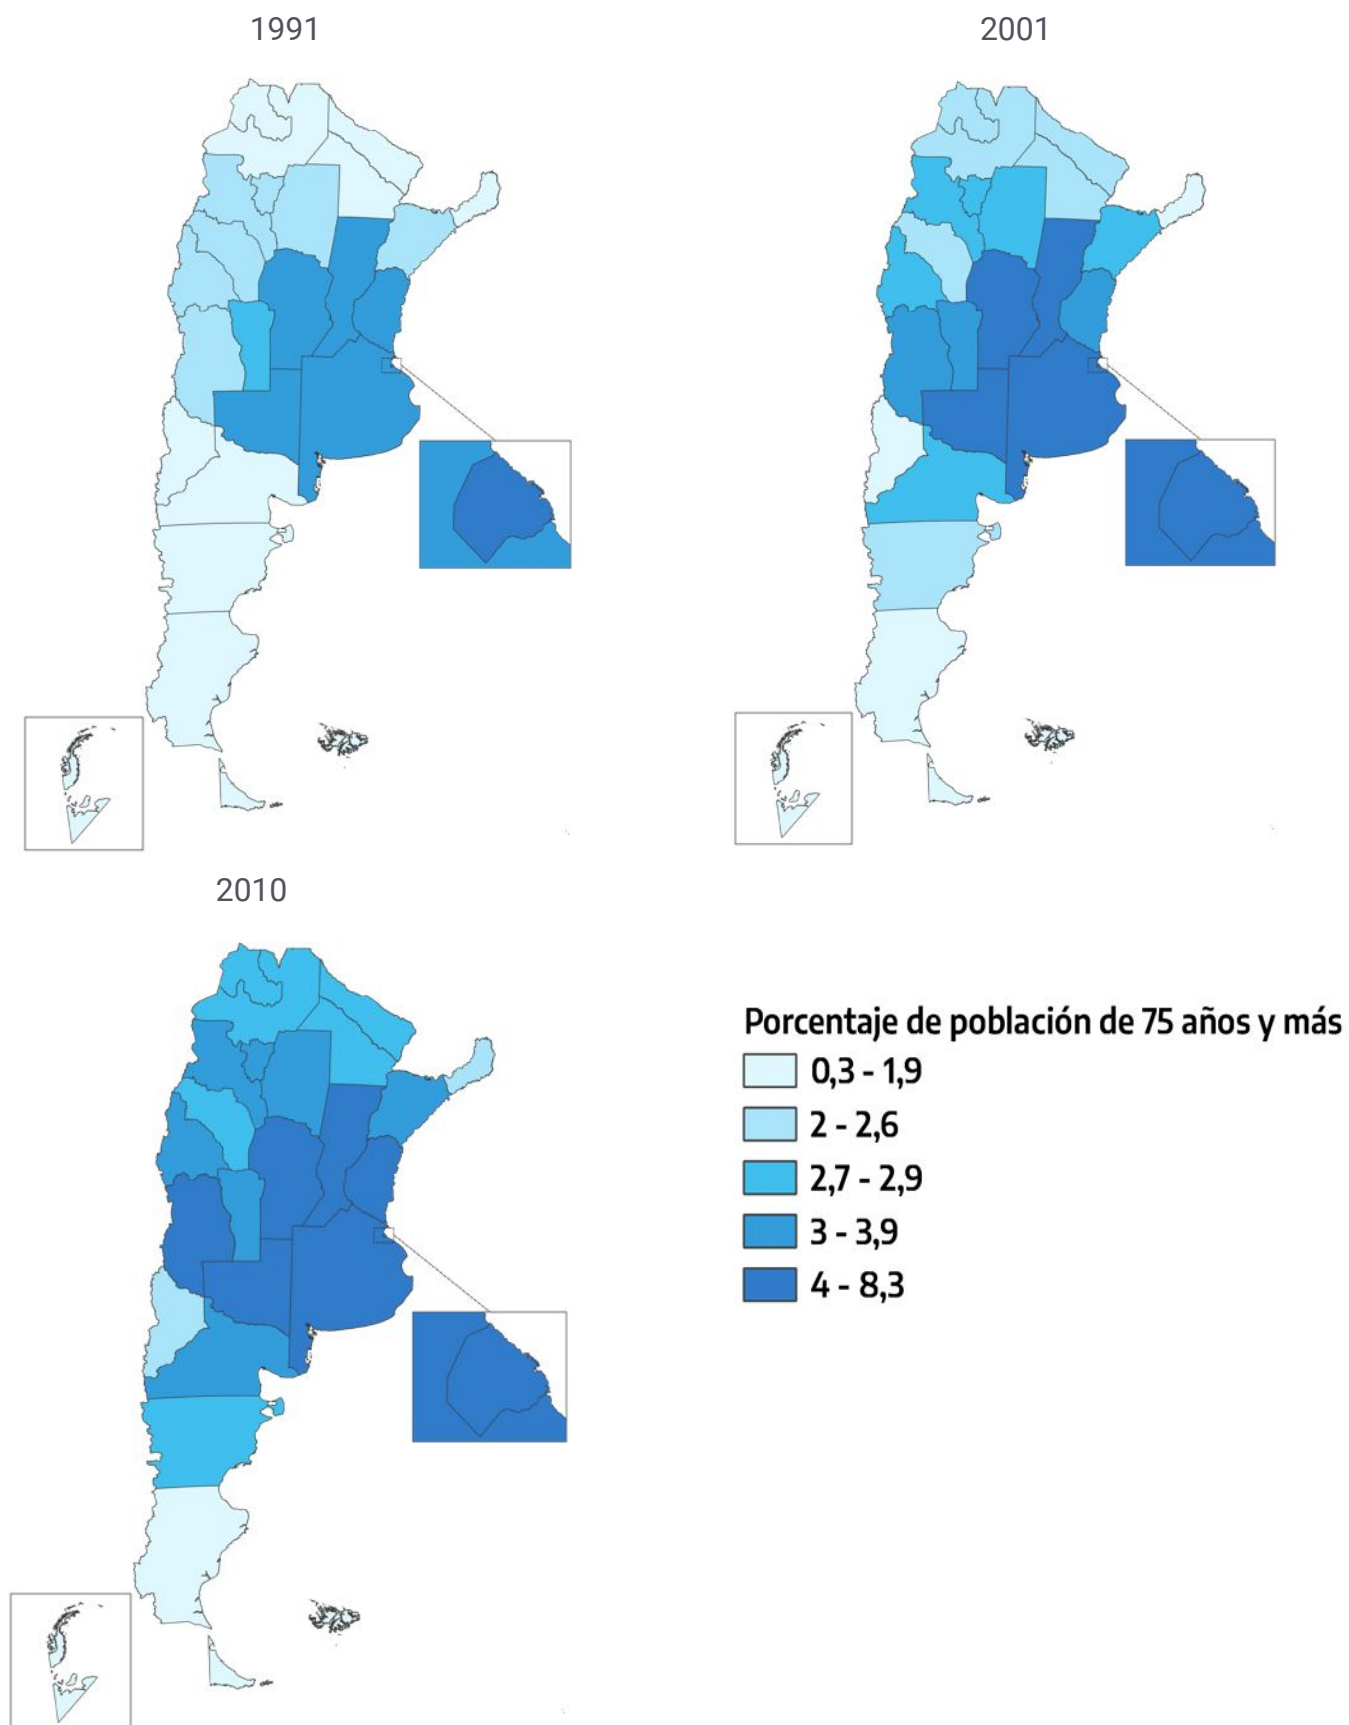 1991
2001
2010
Porcentaje de población de 75 años y más
0,3 - 1,9
2 - 2,6
2,7 - 2,9
3 - 3,9
4 - 8,3